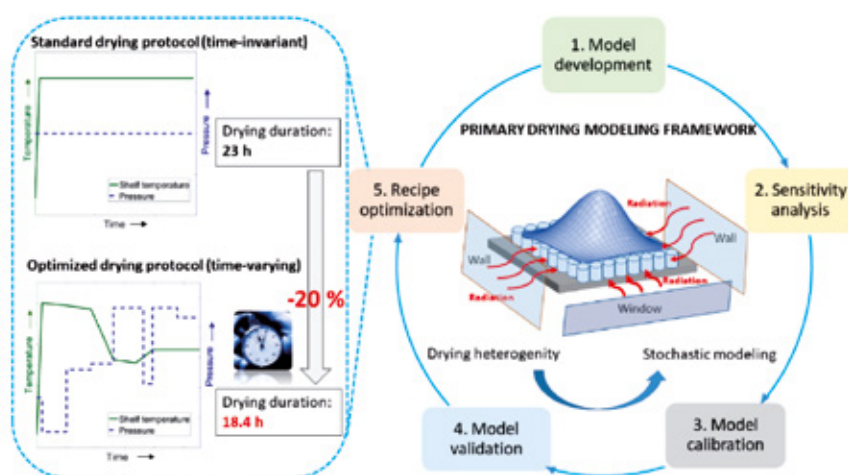 Standard drying protocol (time-invariant)
Temperature
Pressure
Shelf temperature
Pressure
Time
Drying duration:
23 h
-20 %
Optimized drying protocol (time-varying)
Temperature
Pressure
Shelf temperature
Pressure
Time
Drying duration:
18.4 h
1. Model
development
PRIMARY DRYING MODELING FRAMEWORK
5. Recipe
optimization
2. Sensitivity
analysis
Radiation
Wall
Wall
Radiation
Radiation
Window
Drying heterogenity
Stochastic modeling
4. Model
validation
3. Model
calibration